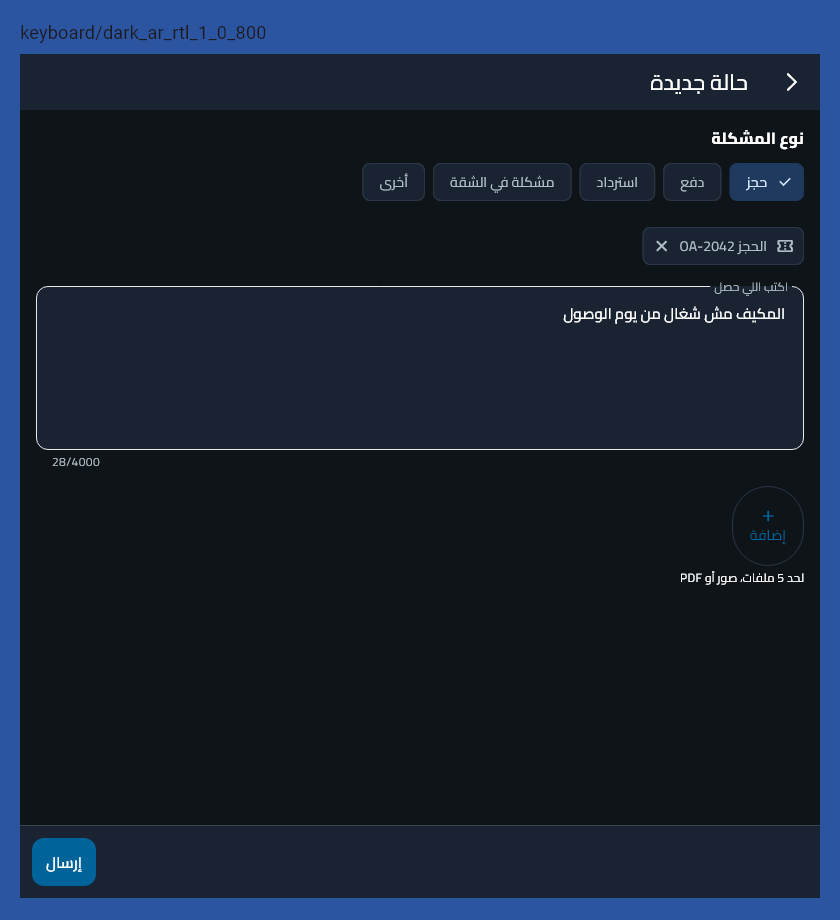 keyboard/dark_ar_rtl_1_0_800
حالة جديدة
نوع المشكلة
حجز
دفع
استرداد
مشكلة في الشقة
أخرى
الحجز OA-2042
اكتب اللي حصل
المكيف مش شغال من يوم الوصول
28/4000
إضافة
لحد 5 ملفات، صور أو PDF
إرسال